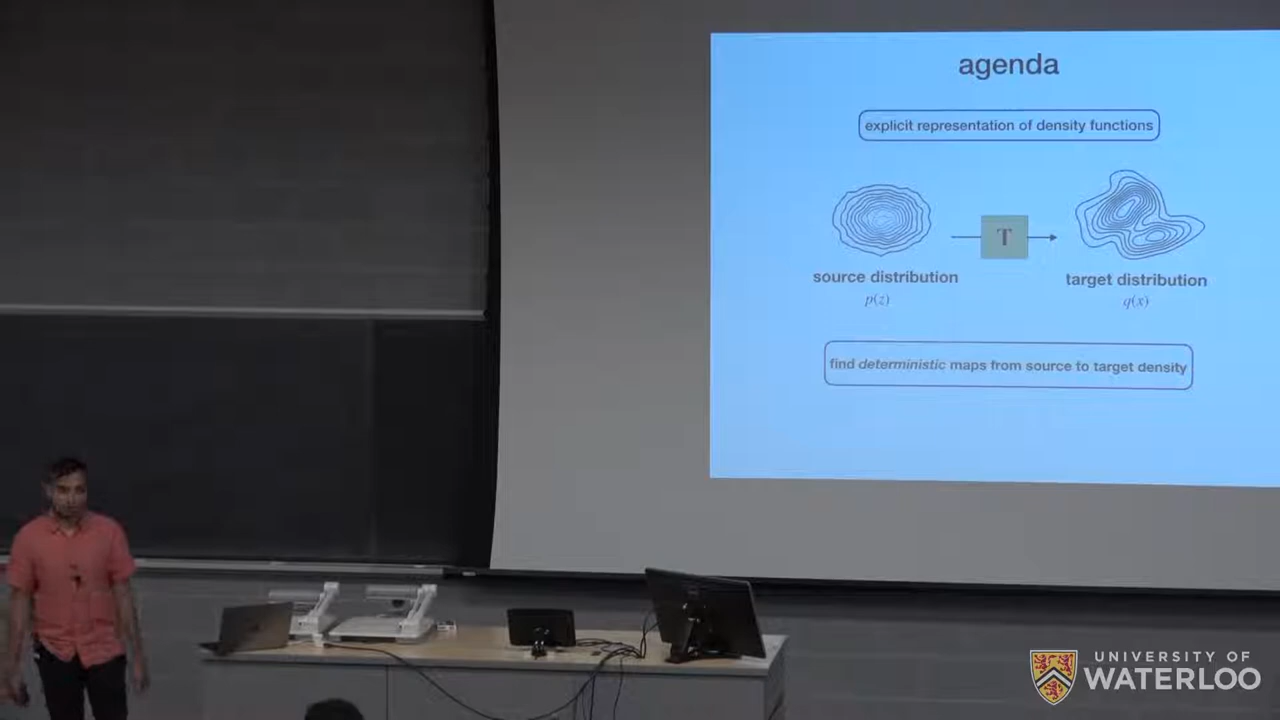 agenda
explicit representation of density functions
T
source distribution
target distribution
p(z)
q(x)
find deterministic maps from source to target density
UNIVERSITY OF
WATERLOO